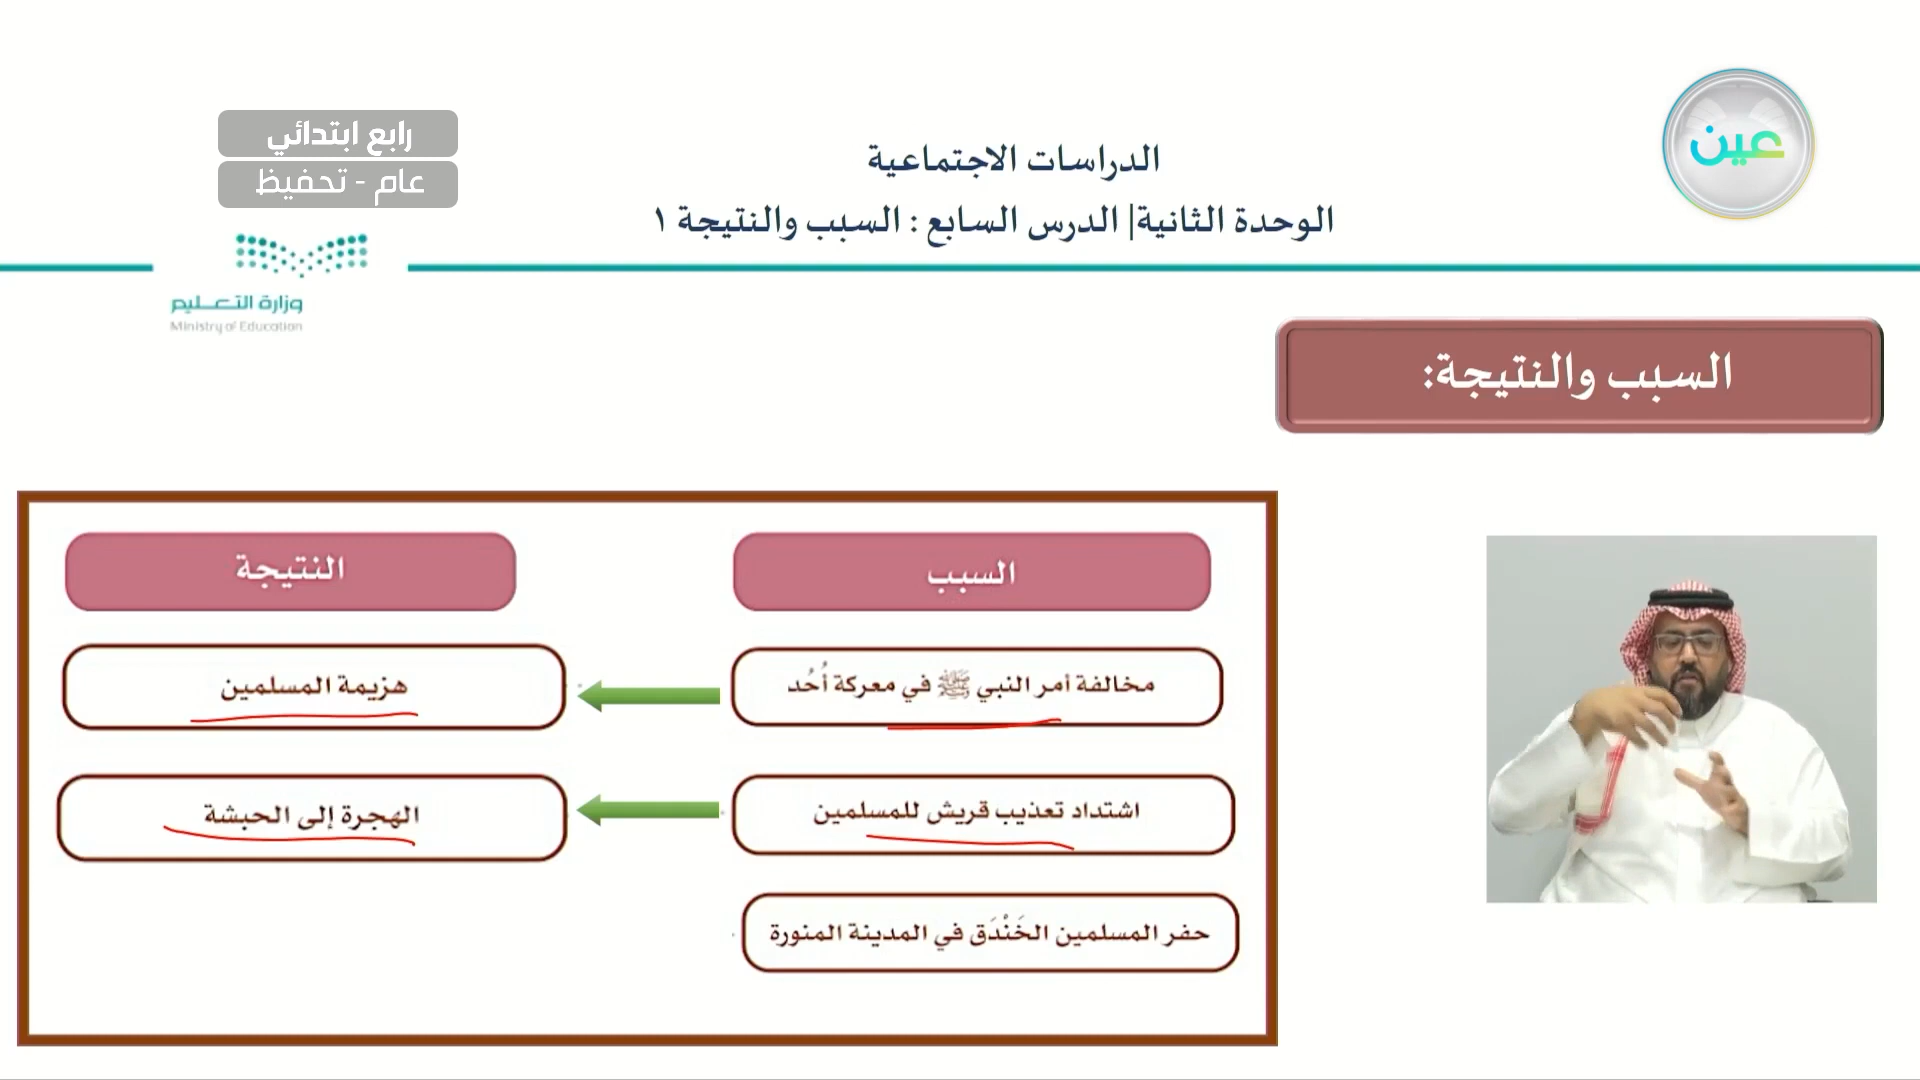 عين
رابع ابتدائي
عام - تحفيظ
الدراسات الاجتماعية
الوحدة الثانية| الدرس السابع : السبب والنتيجة ١
وزارة التعليم
Ministry of Education
السبب والنتيجة:
السبب
النتيجة
مخالفة أمر النبي ﷺ في معركة أُحُد
هزيمة المسلمين
اشتداد تعذيب قريش للمسلمين
الهجرة إلى الحبشة
حفر المسلمين الخَنْدَق في المدينة المنورة